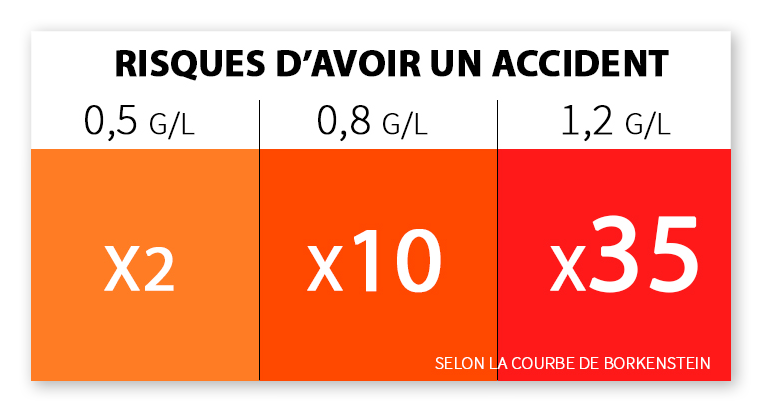 RISQUES D’AVOIR UN ACCIDENT
0,5 G/L 0,8 G/L 1,2 G/L
X2 X10 X35
SELON LA COURBE DE BORKENSTEIN